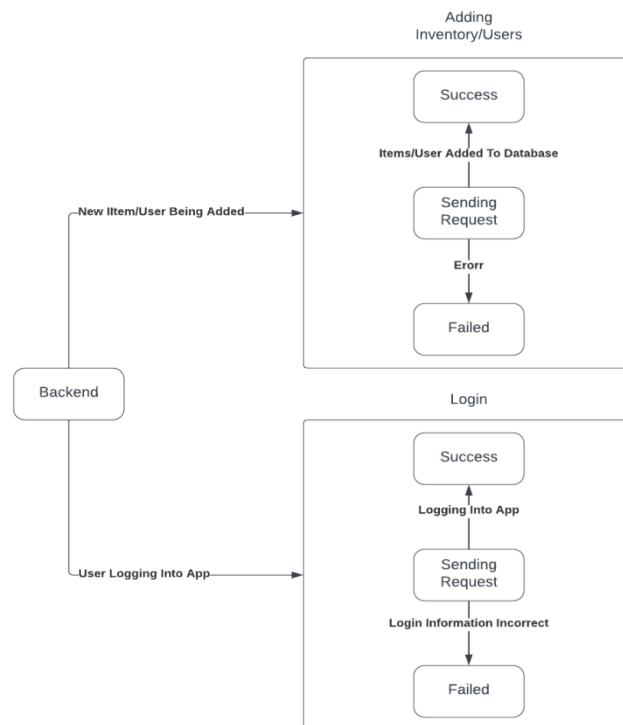 Adding
Inventory/Users
Success
Items/User Added To Database
New IItem/User Being Added
Sending
Request
Erorr
Failed
Backend
Login
Success
Logging Into App
User Logging Into App
Sending
Request
Login Information Incorrect
Failed